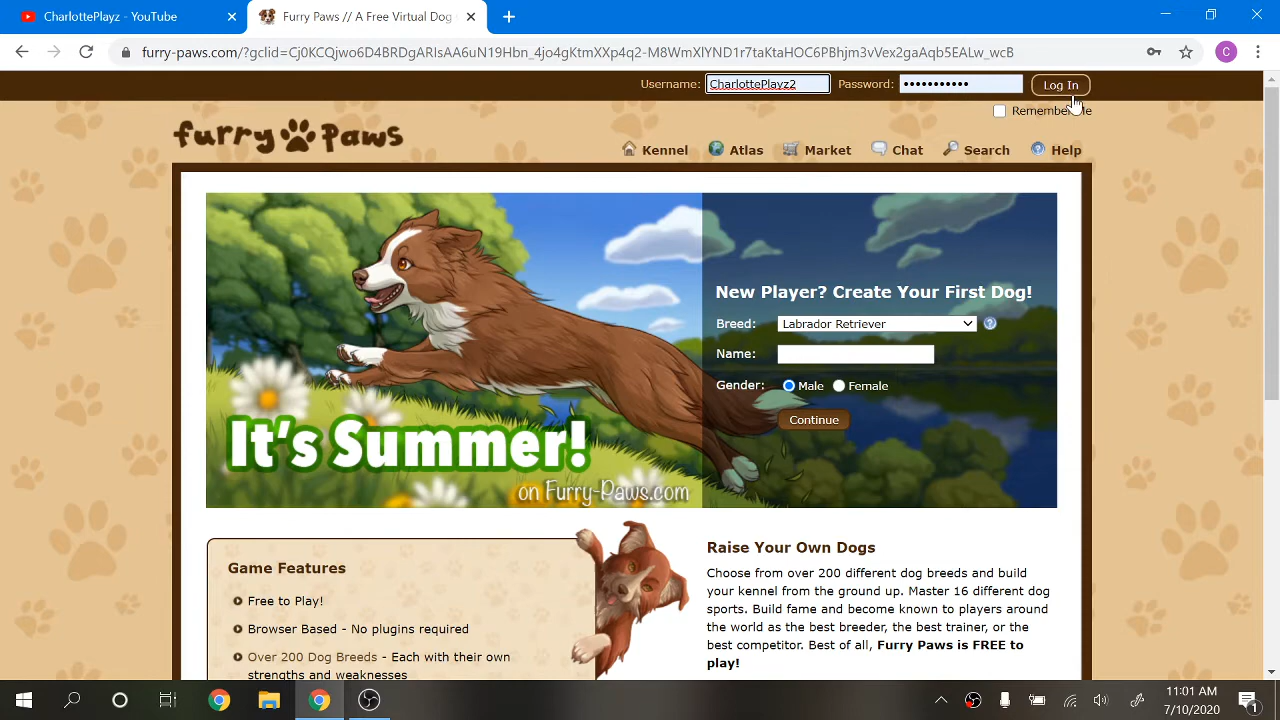 CharlottePlayz - YouTube
Furry Paws // A Free Virtual Dog
furry-paws.com/?gclid=Cj0KCQjwo6D4BRDgARIsAA6uN19Hbn_4jo4gKtmXXp4q2-M8WmXlYND1r7taKtaHOC6PBhjm3vVex2gaAqb5EALw_wcB
C
Username: CharlottePlayz2 Password: Log In
Remember Me
furry Paws
Kennel Atlas Market Chat Search Help
New Player? Create Your First Dog!
Breed: Labrador Retriever
Name:
Gender: Male Female
Continue
It's Summer!
on Furry-Paws.com
Game Features
Free to Play!
Browser Based - No plugins required
Over 200 Dog Breeds - Each with their own
strengths and weaknesses
Raise Your Own Dogs
Choose from over 200 different dog breeds and build
your kennel from the ground up. Master 16 different dog
sports. Build fame and become known to players around
the world as the best breeder, the best trainer, or the
best competitor. Best of all, Furry Paws is FREE to
play!
11:01 AM
7/10/2020
1